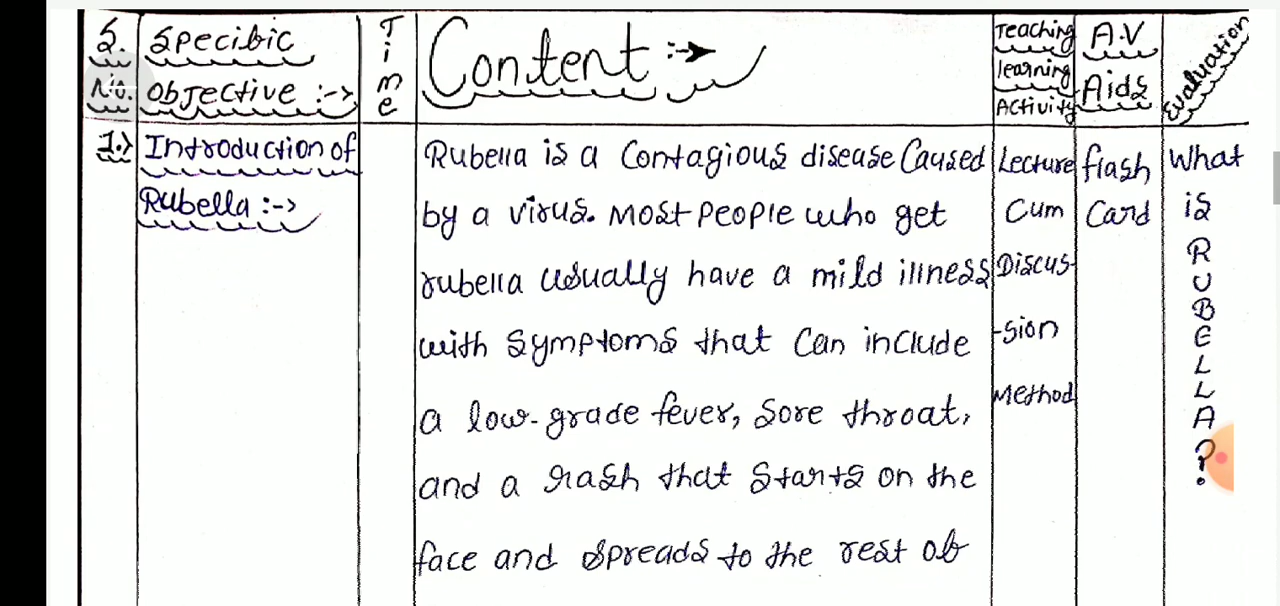 S. No.
Specific Objective :->
Time
Content :->
Teaching learning Activity
A.V Aids
Evaluation
1.>
Introduction of
Rubella :->
Rubella is a Contagious disease Caused
by a virus. Most People who get
rubella usually have a mild illness
with Symptoms that Can include
a low-grade fever, Sore throat,
and a rash that Starts on the
face and Spreads to the rest of
Lecture
Cum
Discus-
-sion
Method
flash
Card
What
is
RUBELLA
?